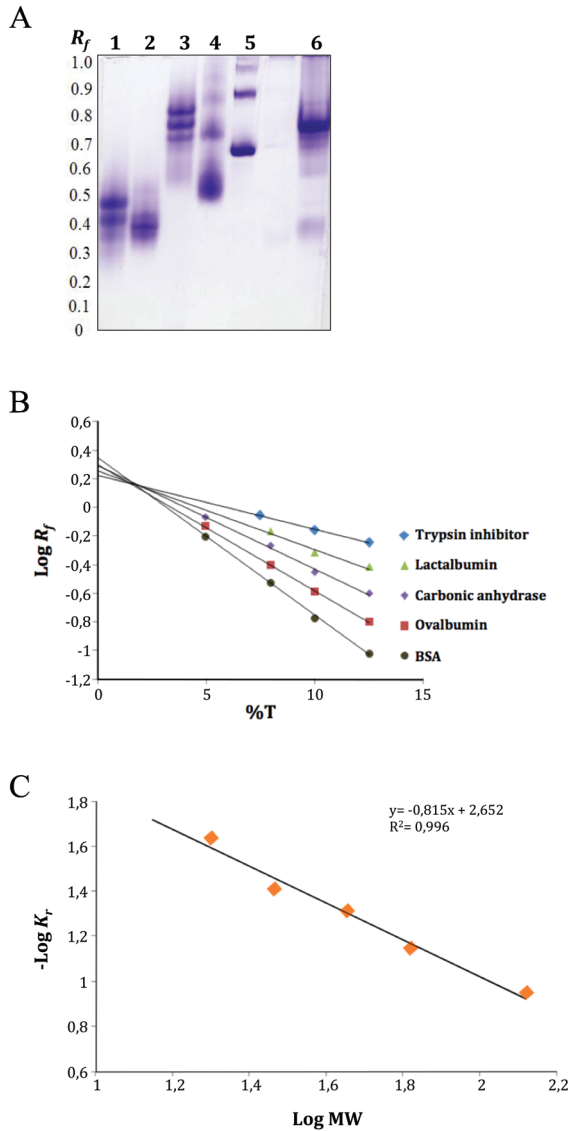 A
Rf 1 2 3 4 5 6
1.0
0.9
0.8
0.7
0.6
0.5
0.4
0.3
0.2
0.1
0
B
0,6
0,4
0,2
0
-0,2
-0,4
-0,6
-0,8
-1
-1,2
Log Rf
0 5 10 15
%T
Trypsin inhibitor
Lactalbumin
Carbonic anhydrase
Ovalbumin
BSA
C
y= -0,815x + 2,652
R²= 0,996
1,8
1,6
1,4
1,2
1
0,8
0,6
-Log Kr
1 1,2 1,4 1,6 1,8 2 2,2
Log MW